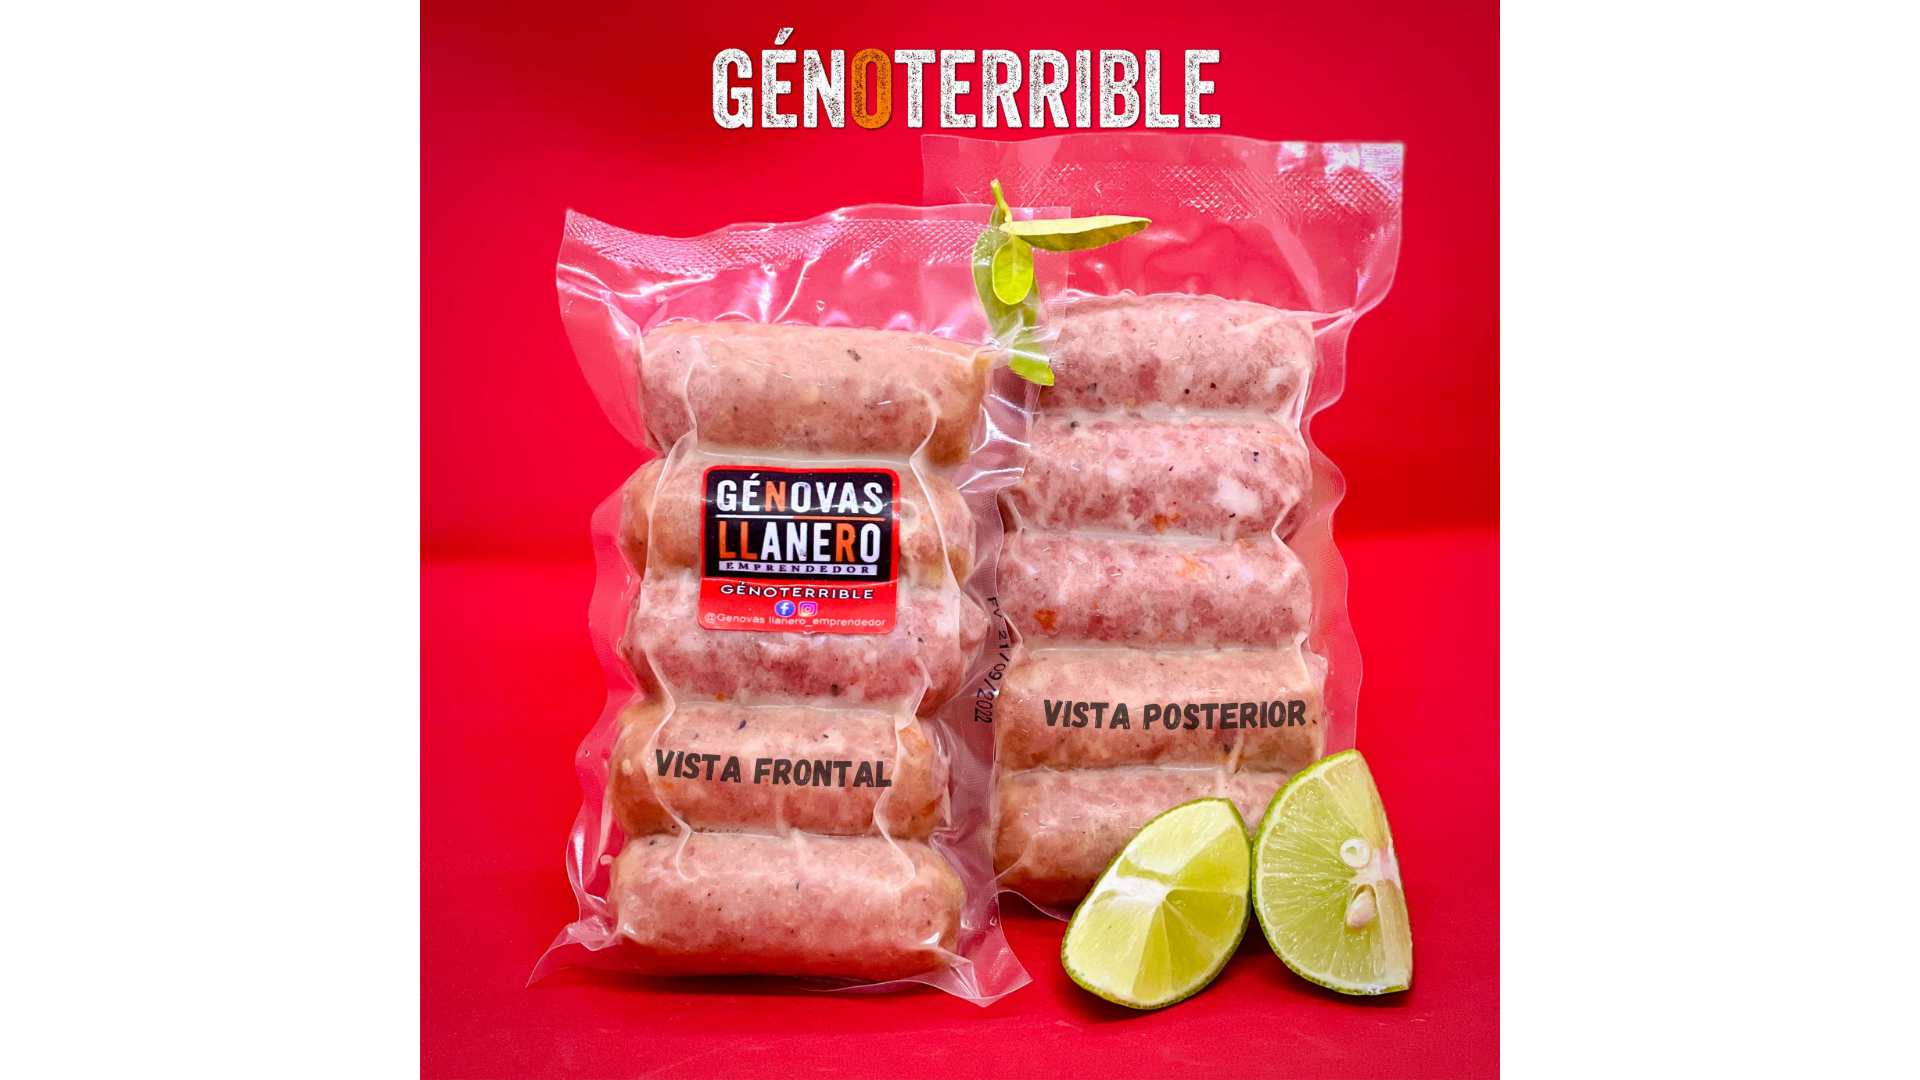 GÉNOTERRIBLE
GÉNOVAS
LLANERO
EMPRENDEDOR
GÉNOTERRIBLE
@Genovas llanero_emprendedor
FV 21/09/2022
VISTA FRONTAL
VISTA POSTERIOR